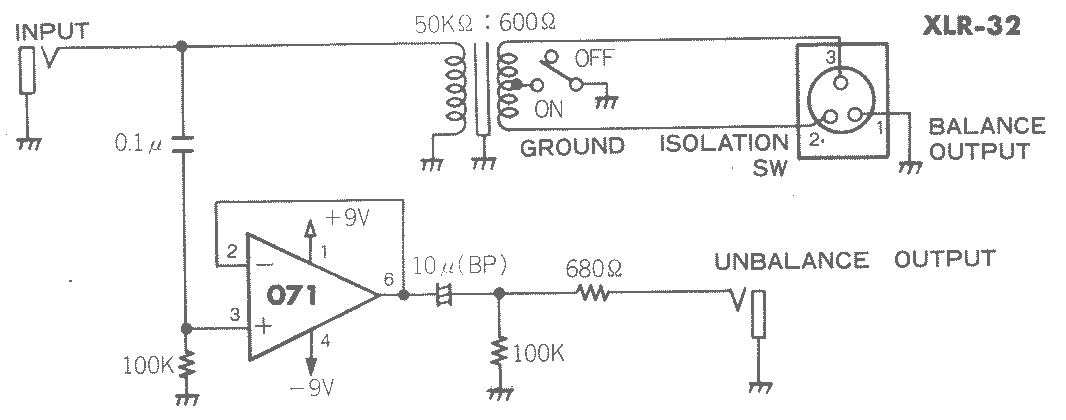 INPUT
50KΩ : 600Ω
XLR-32
OFF
ON
3
2
1
0.1μ
GROUND ISOLATION
SW
BALANCE
OUTPUT
+9V
2
1
−
071
6
10μ(BP)
680Ω
UNBALANCE OUTPUT
3
+
4
100K
−9V
100K